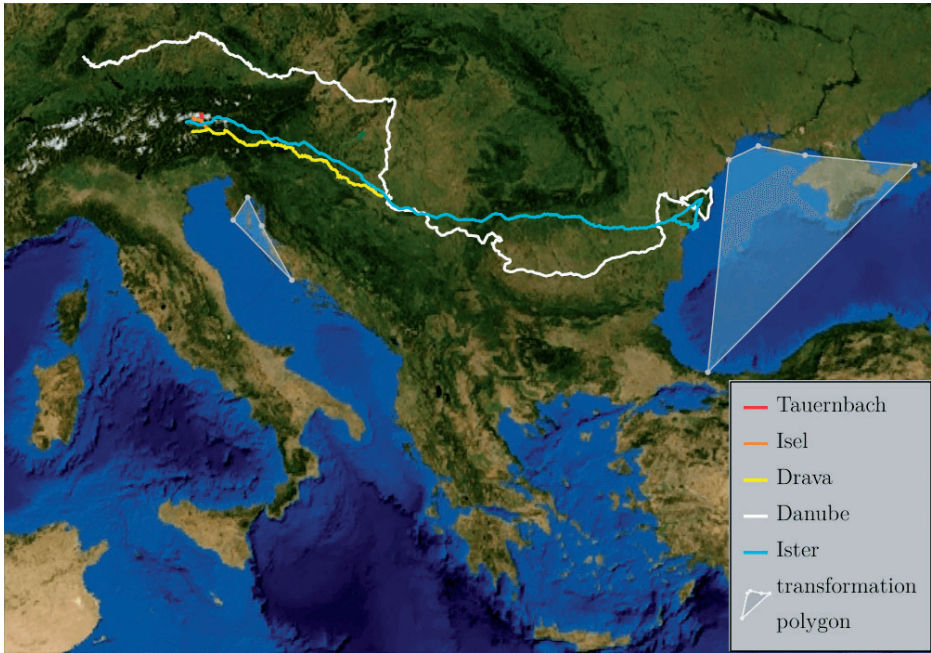 Tauernbach
Isel
Drava
Danube
Ister
transformation
polygon